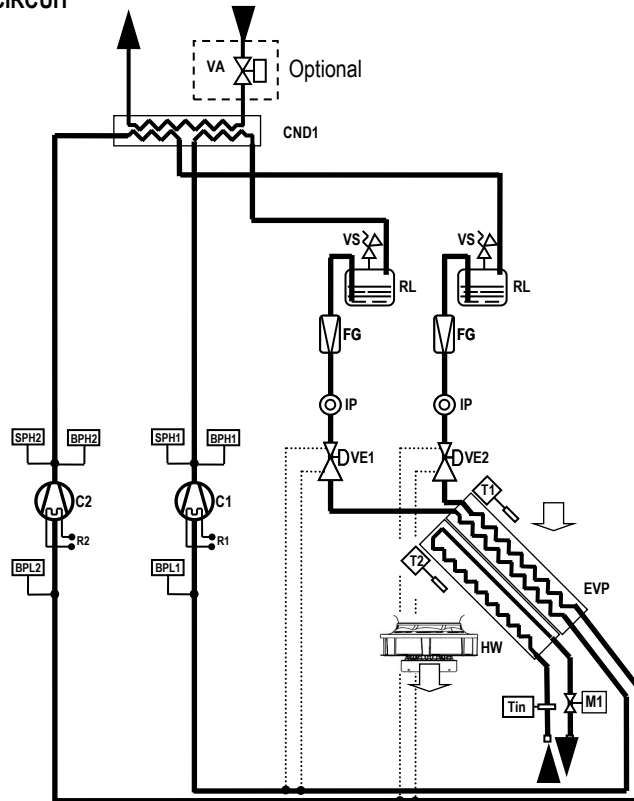 CIRCUIT
VA
Optional
CND1
VS
VS
RL
RL
FG
FG
IP
IP
SPH2
BPH2
SPH1
BPH1
VE1
VE2
C2
C1
T1
R2
R1
T2
BPL2
BPL1
EVP
HW
Tin
M1